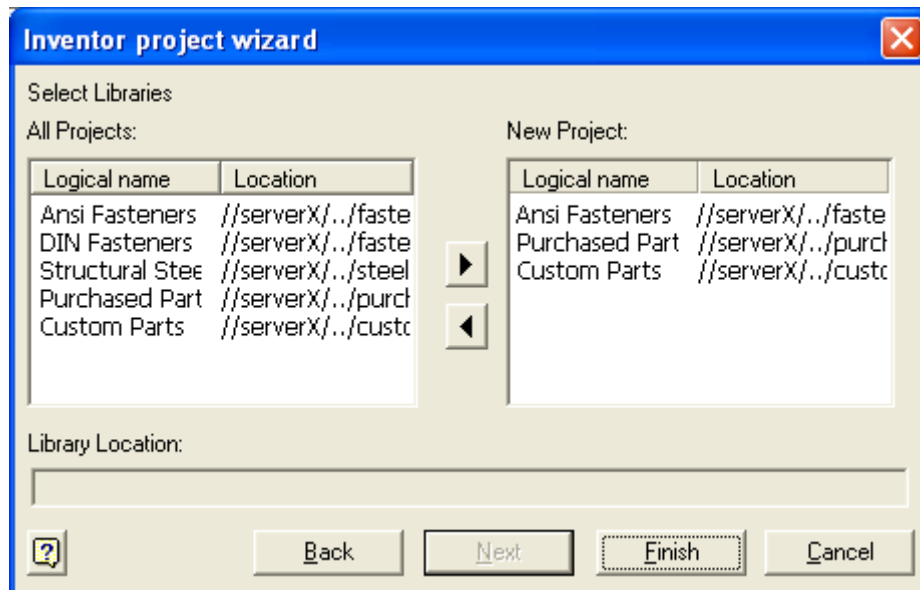 Inventor project wizard
Select Libraries
All Projects:
Logical name Location
Ansi Fasteners //serverX/../faste
DIN Fasteners //serverX/../faste
Structural Stee //serverX/../steel
Purchased Part //serverX/../purch
Custom Parts //serverX/../custc
New Project:
Logical name Location
Ansi Fasteners //serverX/../faste
Purchased Part //serverX/../purch
Custom Parts //serverX/../custc
Library Location:
Back Next Finish Cancel